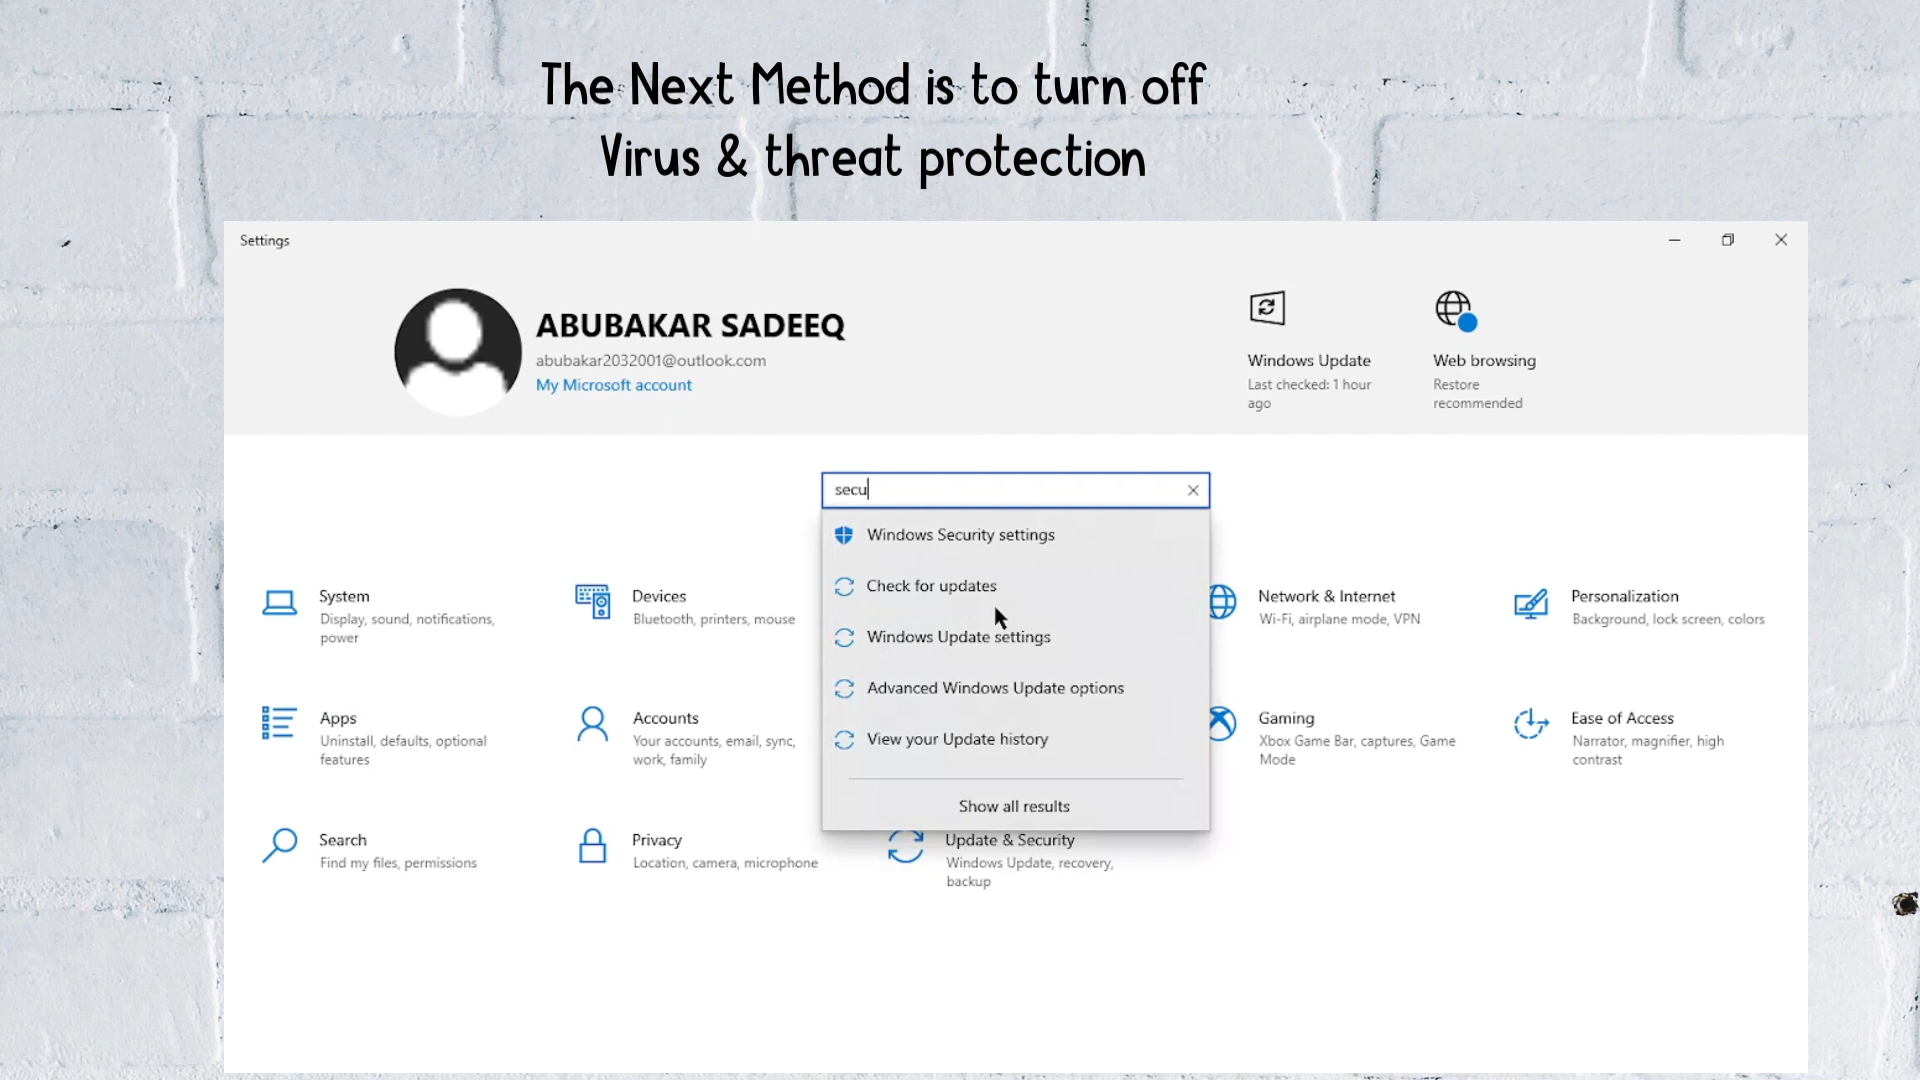 The Next Method is to turn off
Virus & threat protection
Settings
ABUBAKAR SADEEQ
abubakar2032001@outlook.com
My Microsoft account
Windows Update
Last checked: 1 hour
ago
Web browsing
Restore
recommended
secu
Windows Security settings
Check for updates
Windows Update settings
Advanced Windows Update options
View your Update history
Show all results
System
Display, sound, notifications,
power
Devices
Bluetooth, printers, mouse
Network & Internet
Wi-Fi, airplane mode, VPN
Personalization
Background, lock screen, colors
Apps
Uninstall, defaults, optional
features
Accounts
Your accounts, email, sync,
work, family
Gaming
Xbox Game Bar, captures, Game
Mode
Ease of Access
Narrator, magnifier, high
contrast
Search
Find my files, permissions
Privacy
Location, camera, microphone
Update & Security
Windows Update, recovery,
backup